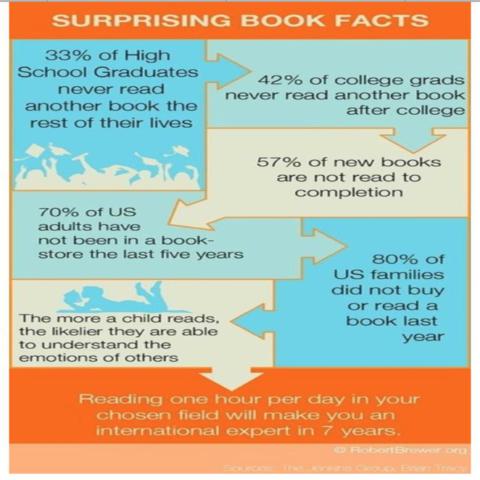 SURPRISING BOOK FACTS
33% of High
School Graduates
never read
another book the
rest of their lives
42% of college grads
never read another book
after college
57% of new books
are not read to
completion
70% of US
adults have
not been in a book-
store the last five years
80% of
US families
did not buy
or read a
book last
year
The more a child reads,
the likelier they are able
to understand the
emotions of others
Reading one hour per day in your
chosen field will make you an
international expert in 7 years.
© RobertBrewer.org
Sources: The Jenkins Group, Brian Tracy